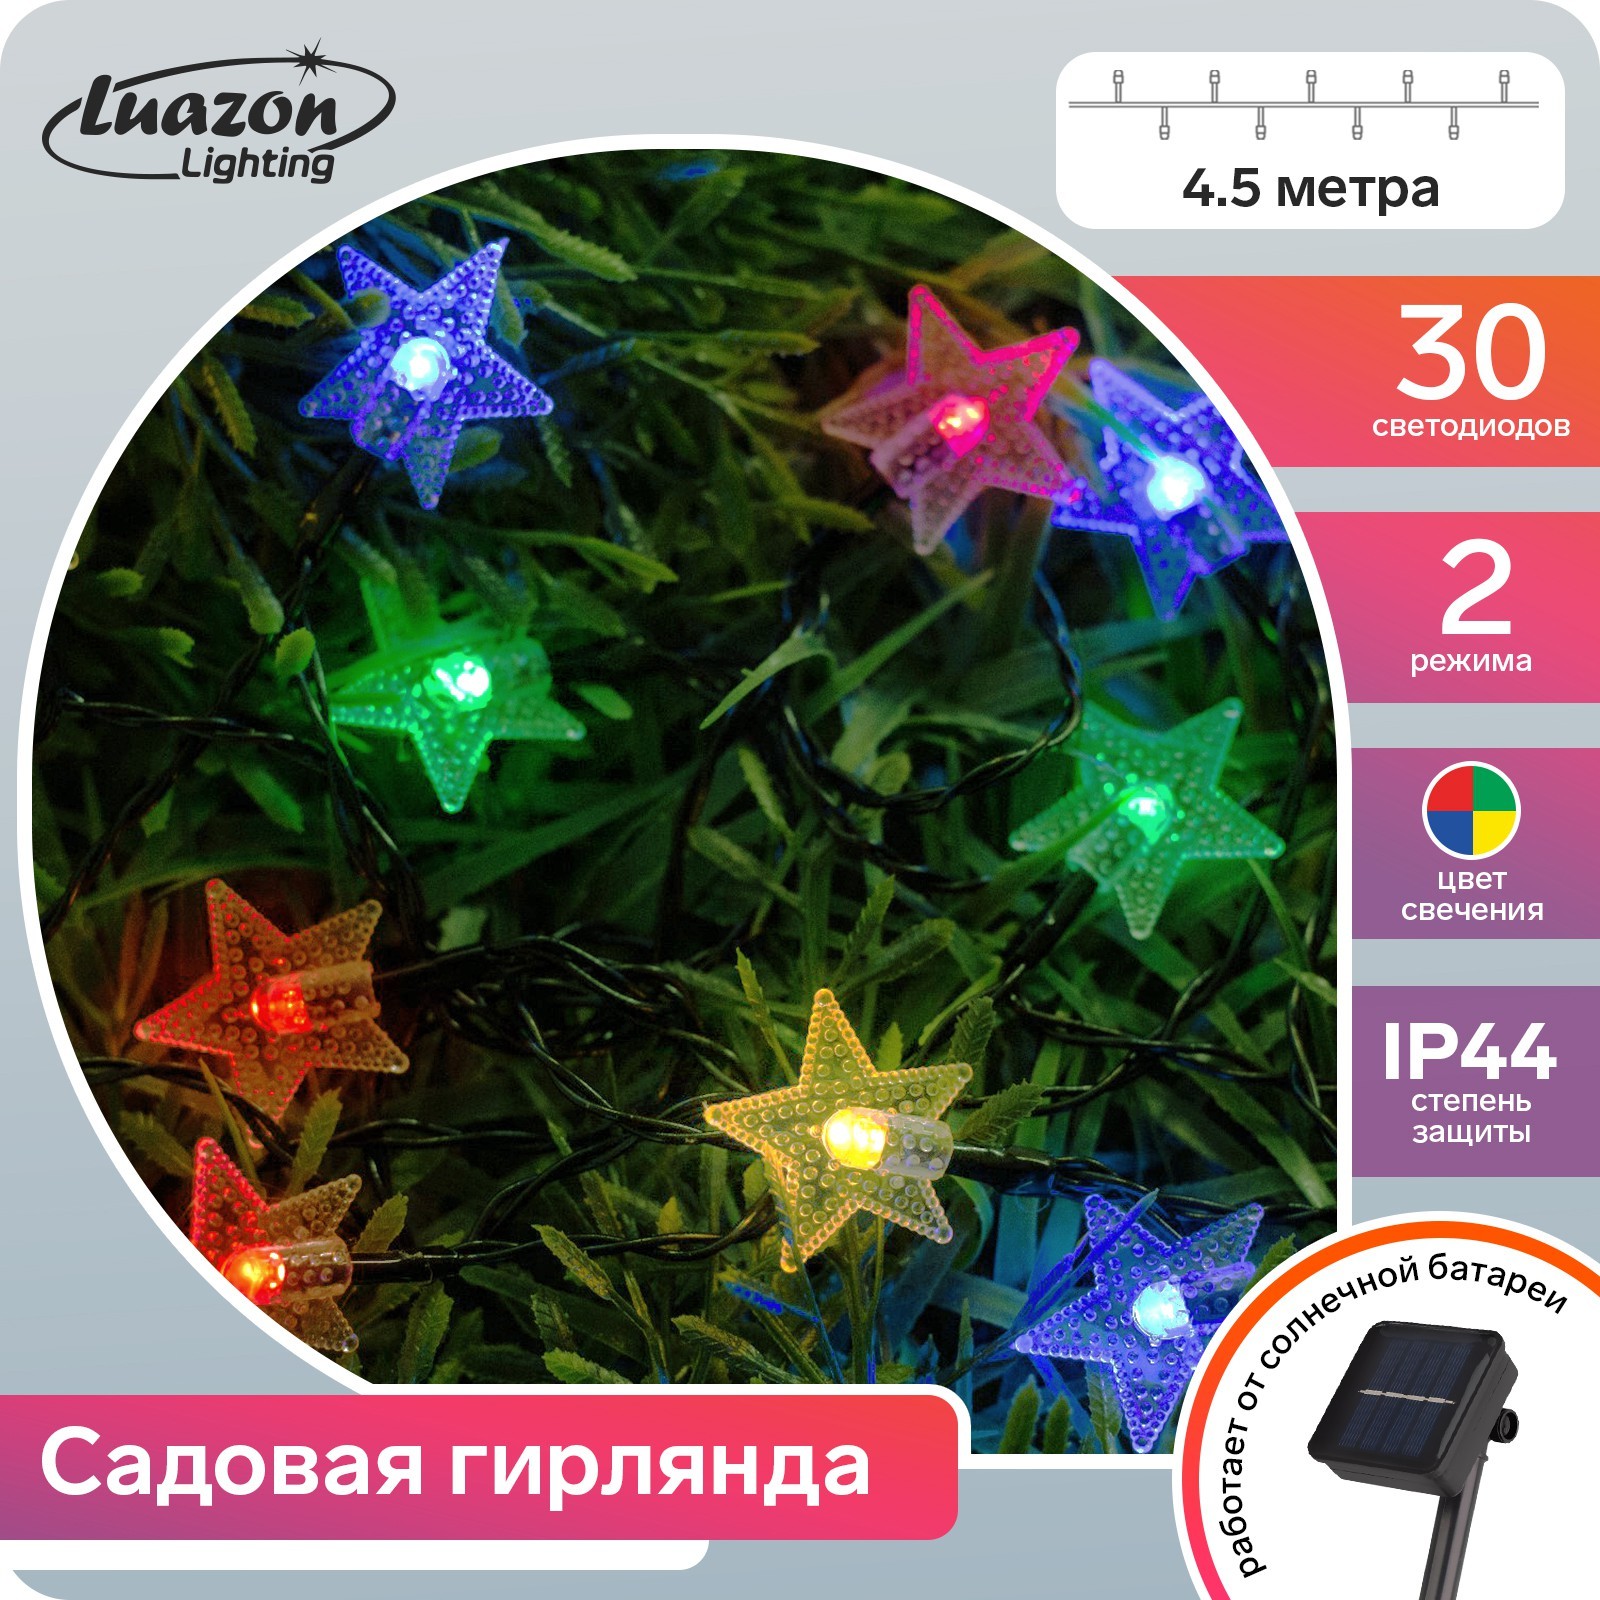 Luazon
Lighting
4.5 метра
30
светодиодов
2
режима
цвет
свечения
IP44
степень
защиты
работает от солнечной батареи
Садовая гирлянда